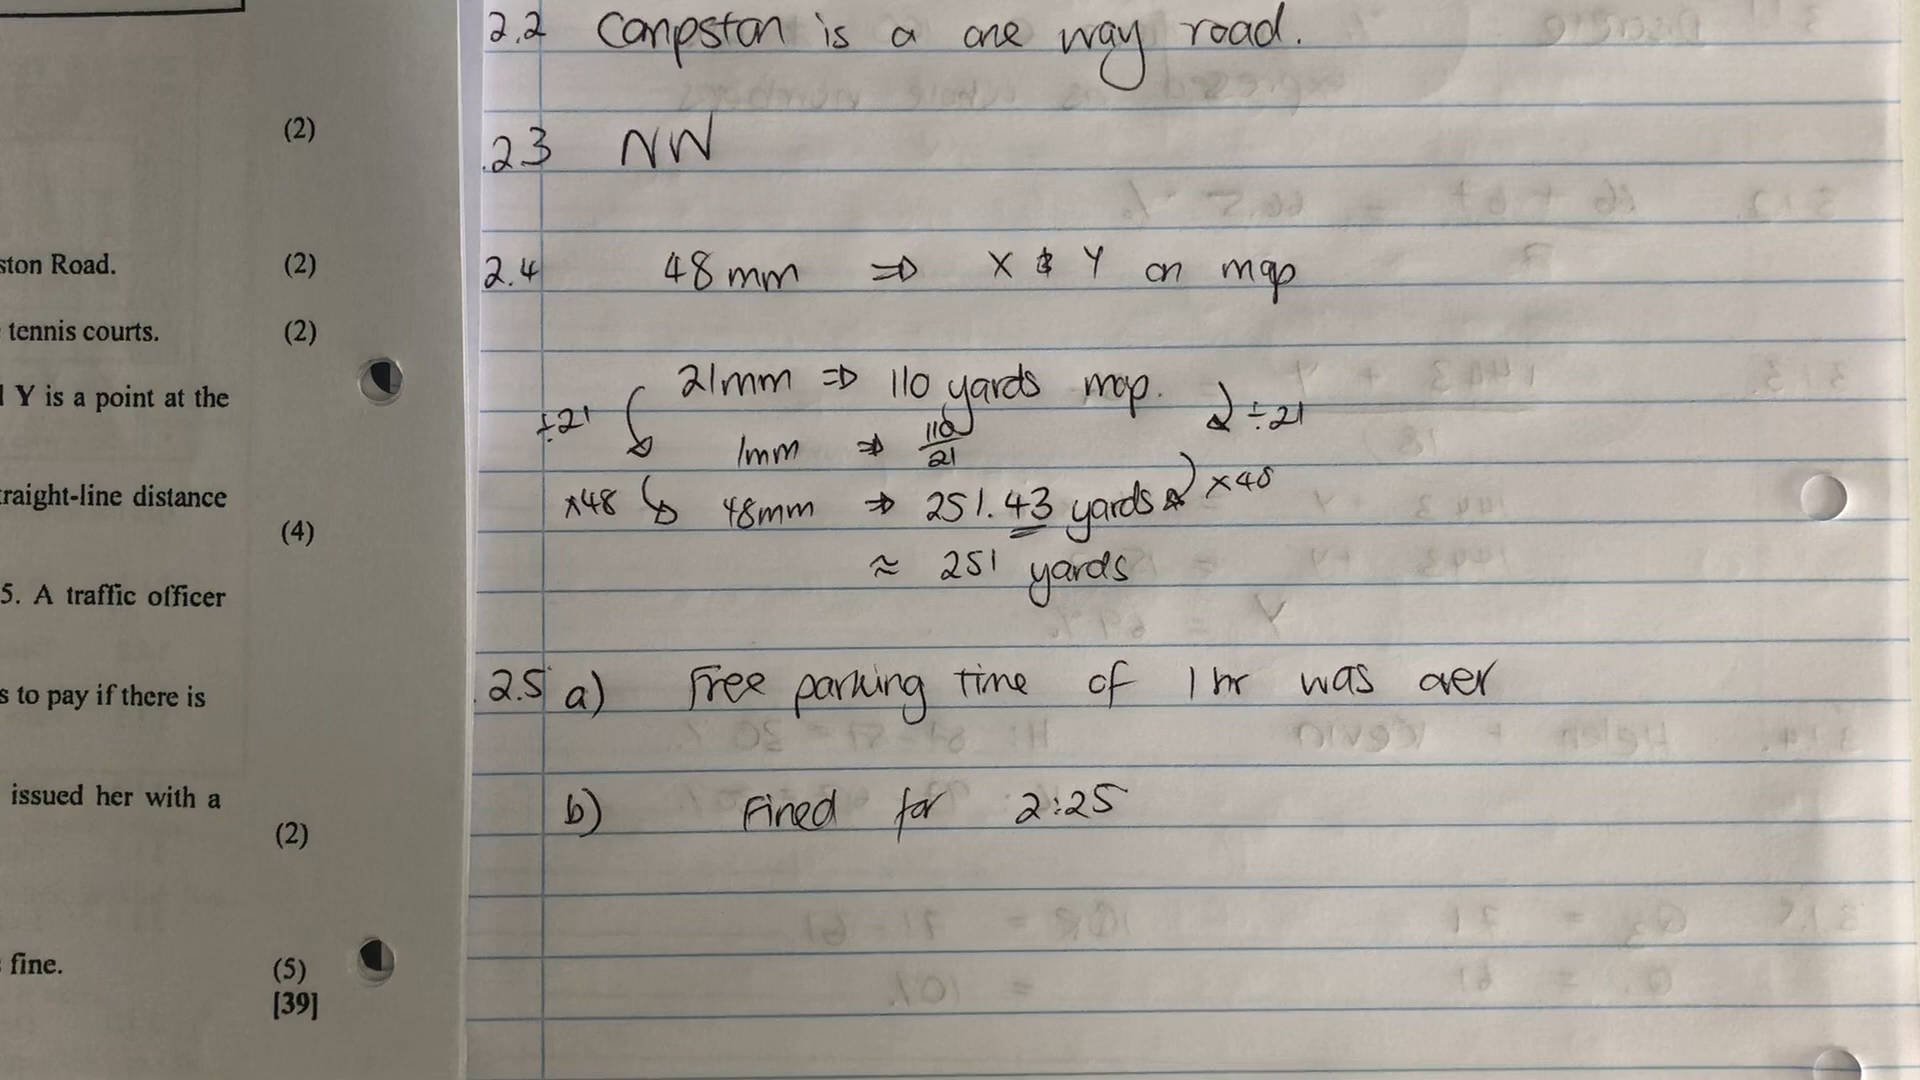 (2)
ston Road. (2)
tennis courts. (2)
Y is a point at the
raight-line distance
(4)
5. A traffic officer
s to pay if there is
issued her with a
(2)
fine. (5)
[39]
2.2 Campston is a one way road.
.23 NW
2.4 48 mm ⇒ X & Y on map
21mm ⇒ 110 yards map.
÷21 ÷21
1mm ⇒ 110/21
×48 48mm ⇒ 251.43 yards ×48
≈ 251 yards
2.5 a) Free parking time of 1 hr was over
b) Fined for 2:25